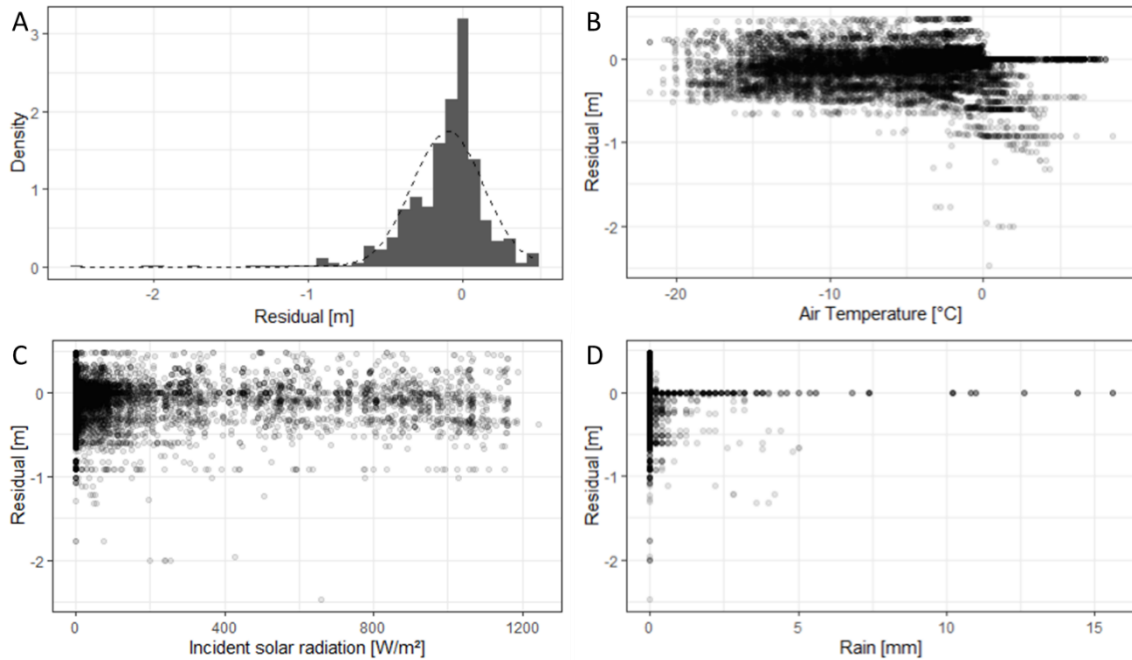 A
Density
3
2
1
0
-2
-1
0
Residual [m]
B
Residual [m]
0
-1
-2
-20
-10
0
Air Temperature [°C]
C
Residual [m]
0
-1
-2
0
400
800
1200
Incident solar radiation [W/m²]
D
Residual [m]
0
-1
-2
0
5
10
15
Rain [mm]